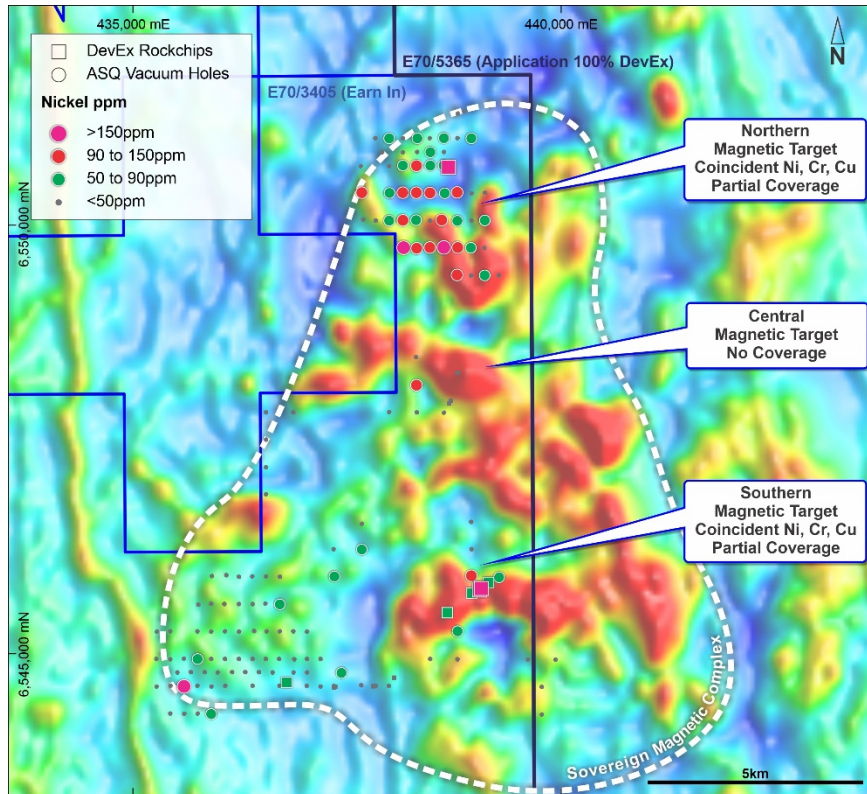 435,000 mE
440,000 mE
DevEx Rockchips
ASQ Vacuum Holes
Nickel ppm
>150ppm
90 to 150ppm
50 to 90ppm
<50ppm
E70/5365 (Application 100% DevEx)
E70/3405 (Earn In)
N
6,550,000 mN
6,545,000 mN
Northern
Magnetic Target
Coincident Ni, Cr, Cu
Partial Coverage
Central
Magnetic Target
No Coverage
Southern
Magnetic Target
Coincident Ni, Cr, Cu
Partial Coverage
Sovereign Magnetic Complex
5km